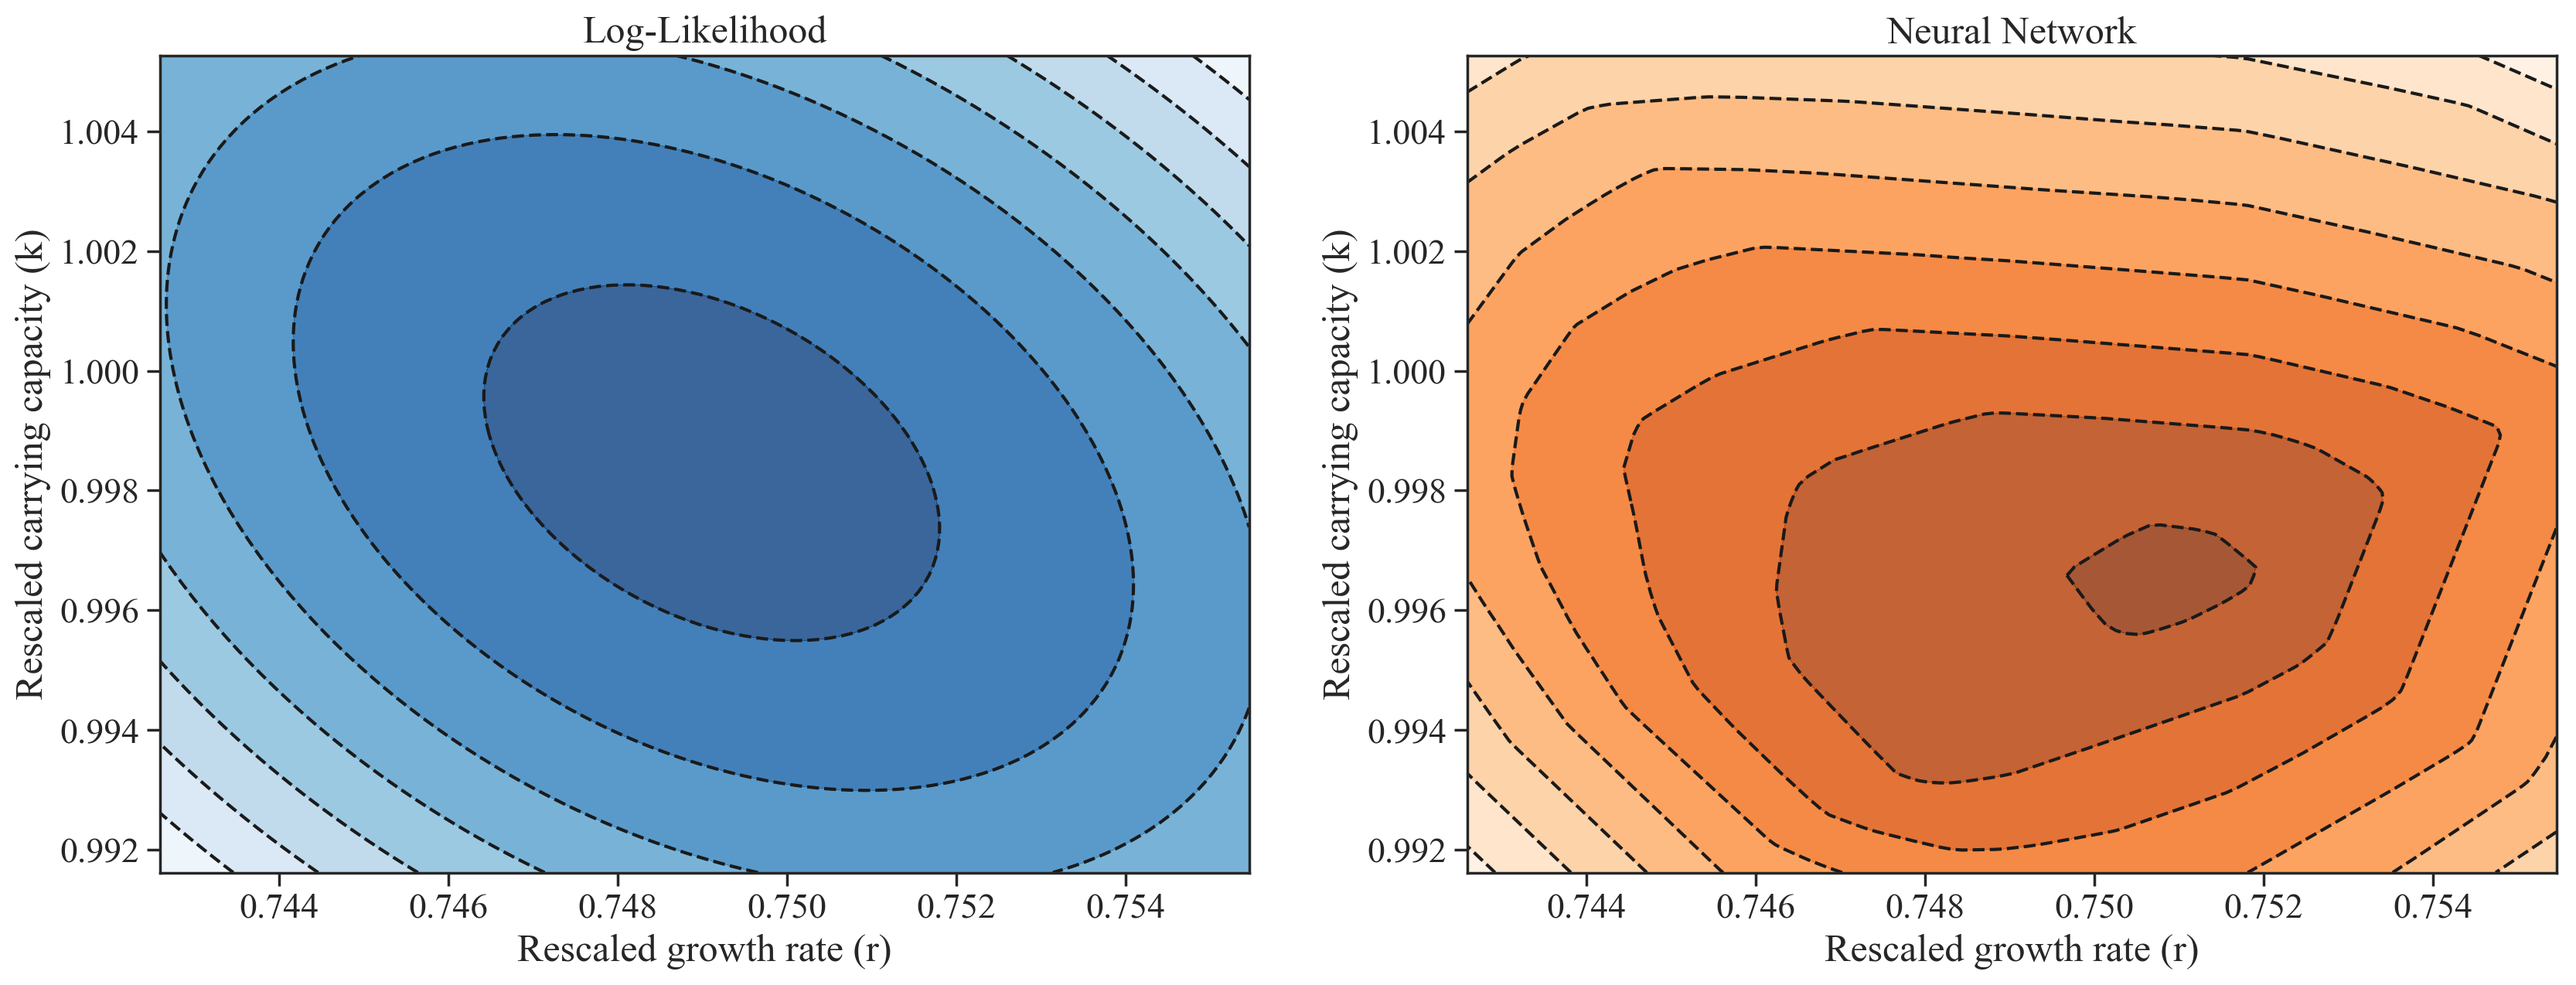 Log-Likelihood
Rescaled carrying capacity (k)
1.004
1.002
1.000
0.998
0.996
0.994
0.992
0.744 0.746 0.748 0.750 0.752 0.754
Rescaled growth rate (r)
Neural Network
Rescaled carrying capacity (k)
1.004
1.002
1.000
0.998
0.996
0.994
0.992
0.744 0.746 0.748 0.750 0.752 0.754
Rescaled growth rate (r)